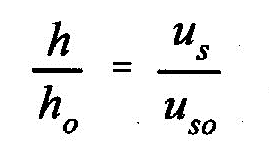 h/h_o = u_s/u_so